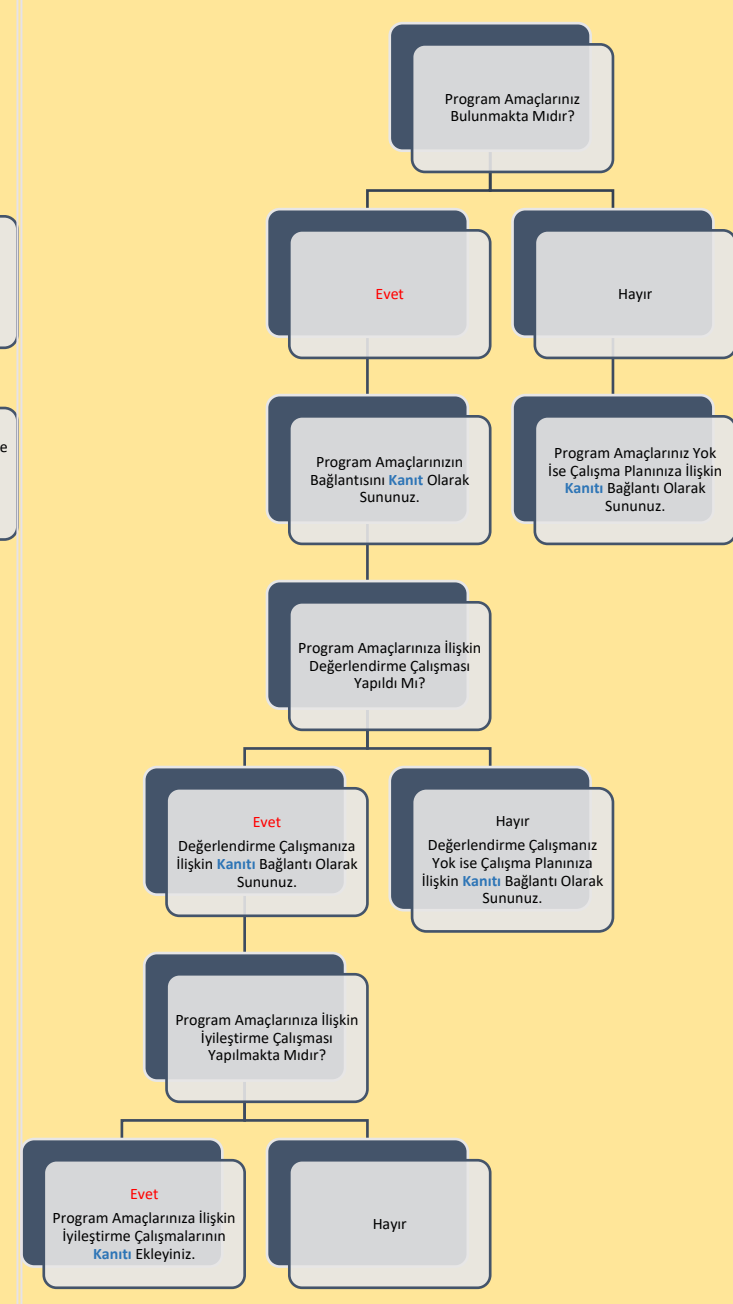 Program Amaçlarınız
Bulunmakta Mıdır?
Evet
Hayır
Program Amaçlarınızın
Bağlantısını Kanıt Olarak
Sununuz.
Program Amaçlarınız Yok
İse Çalışma Planınıza İlişkin
Kanıtı Bağlantı Olarak
Sununuz.
Program Amaçlarınıza İlişkin
Değerlendirme Çalışması
Yapıldı Mı?
Evet
Değerlendirme Çalışmanıza
İlişkin Kanıtı Bağlantı Olarak
Sununuz.
Hayır
Değerlendirme Çalışmanız
Yok ise Çalışma Planınıza
İlişkin Kanıtı Bağlantı Olarak
Sununuz.
Program Amaçlarınıza İlişkin
İyileştirme Çalışması
Yapılmakta Mıdır?
Evet
Program Amaçlarınıza İlişkin
İyileştirme Çalışmalarının
Kanıtı Ekleyiniz.
Hayır